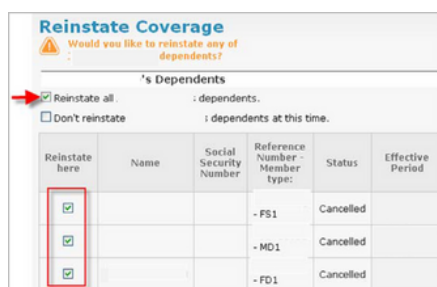 Reinstate Coverage
Would you like to reinstate any of
: dependents?
's Dependents
Reinstate all . : dependents.
Don't reinstate : dependents at this time.
Reinstate here Name Social Security Number Reference Number - Member type: Status Effective Period
- FS1 Cancelled
- MD1 Cancelled
- FD1 Cancelled